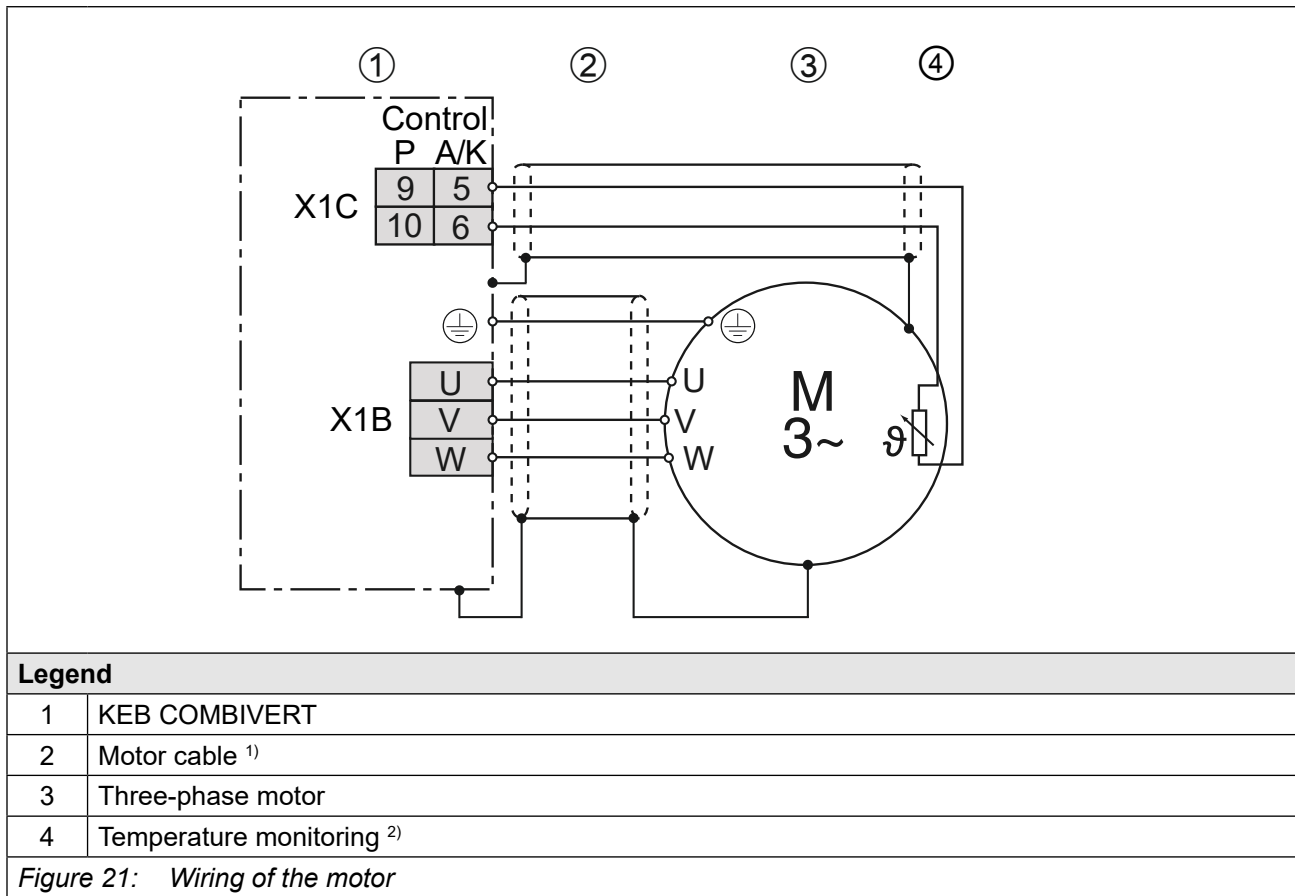 ① ② ③ ④
Control
P A/K
X1C 9 5
10 6
U U
X1B V V
W W
M
3~
ϑ
Legend
1 KEB COMBIVERT
2 Motor cable 1)
3 Three-phase motor
4 Temperature monitoring 2)
Figure 21: Wiring of the motor